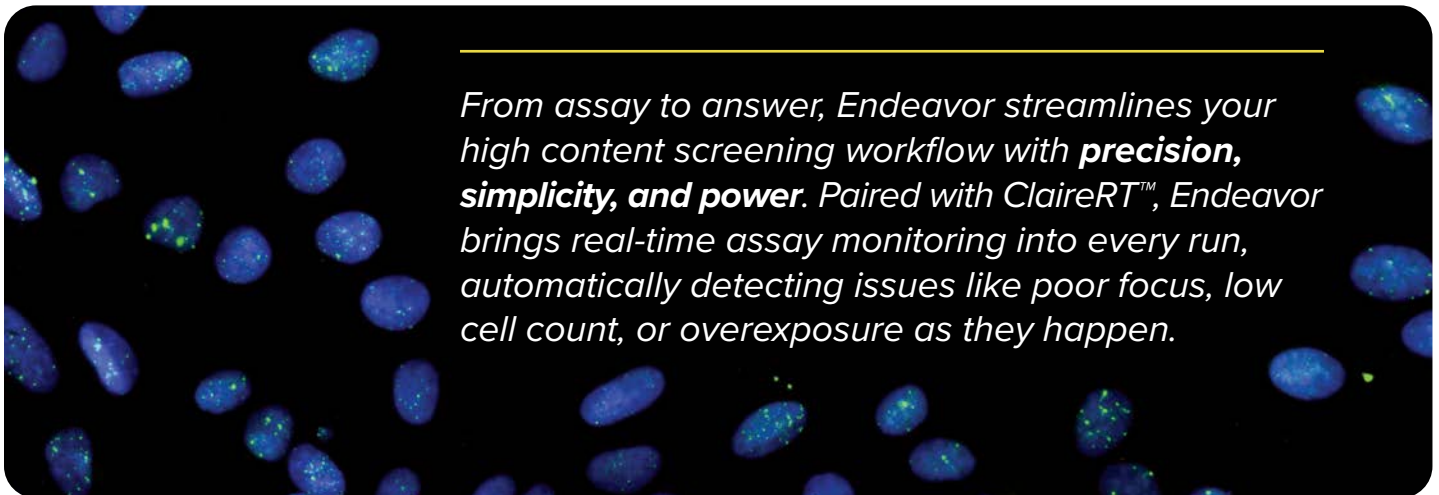 From assay to answer, Endeavor streamlines your
high content screening workflow with precision,
simplicity, and power. Paired with ClaireRT™, Endeavor
brings real-time assay monitoring into every run,
automatically detecting issues like poor focus, low
cell count, or overexposure as they happen.